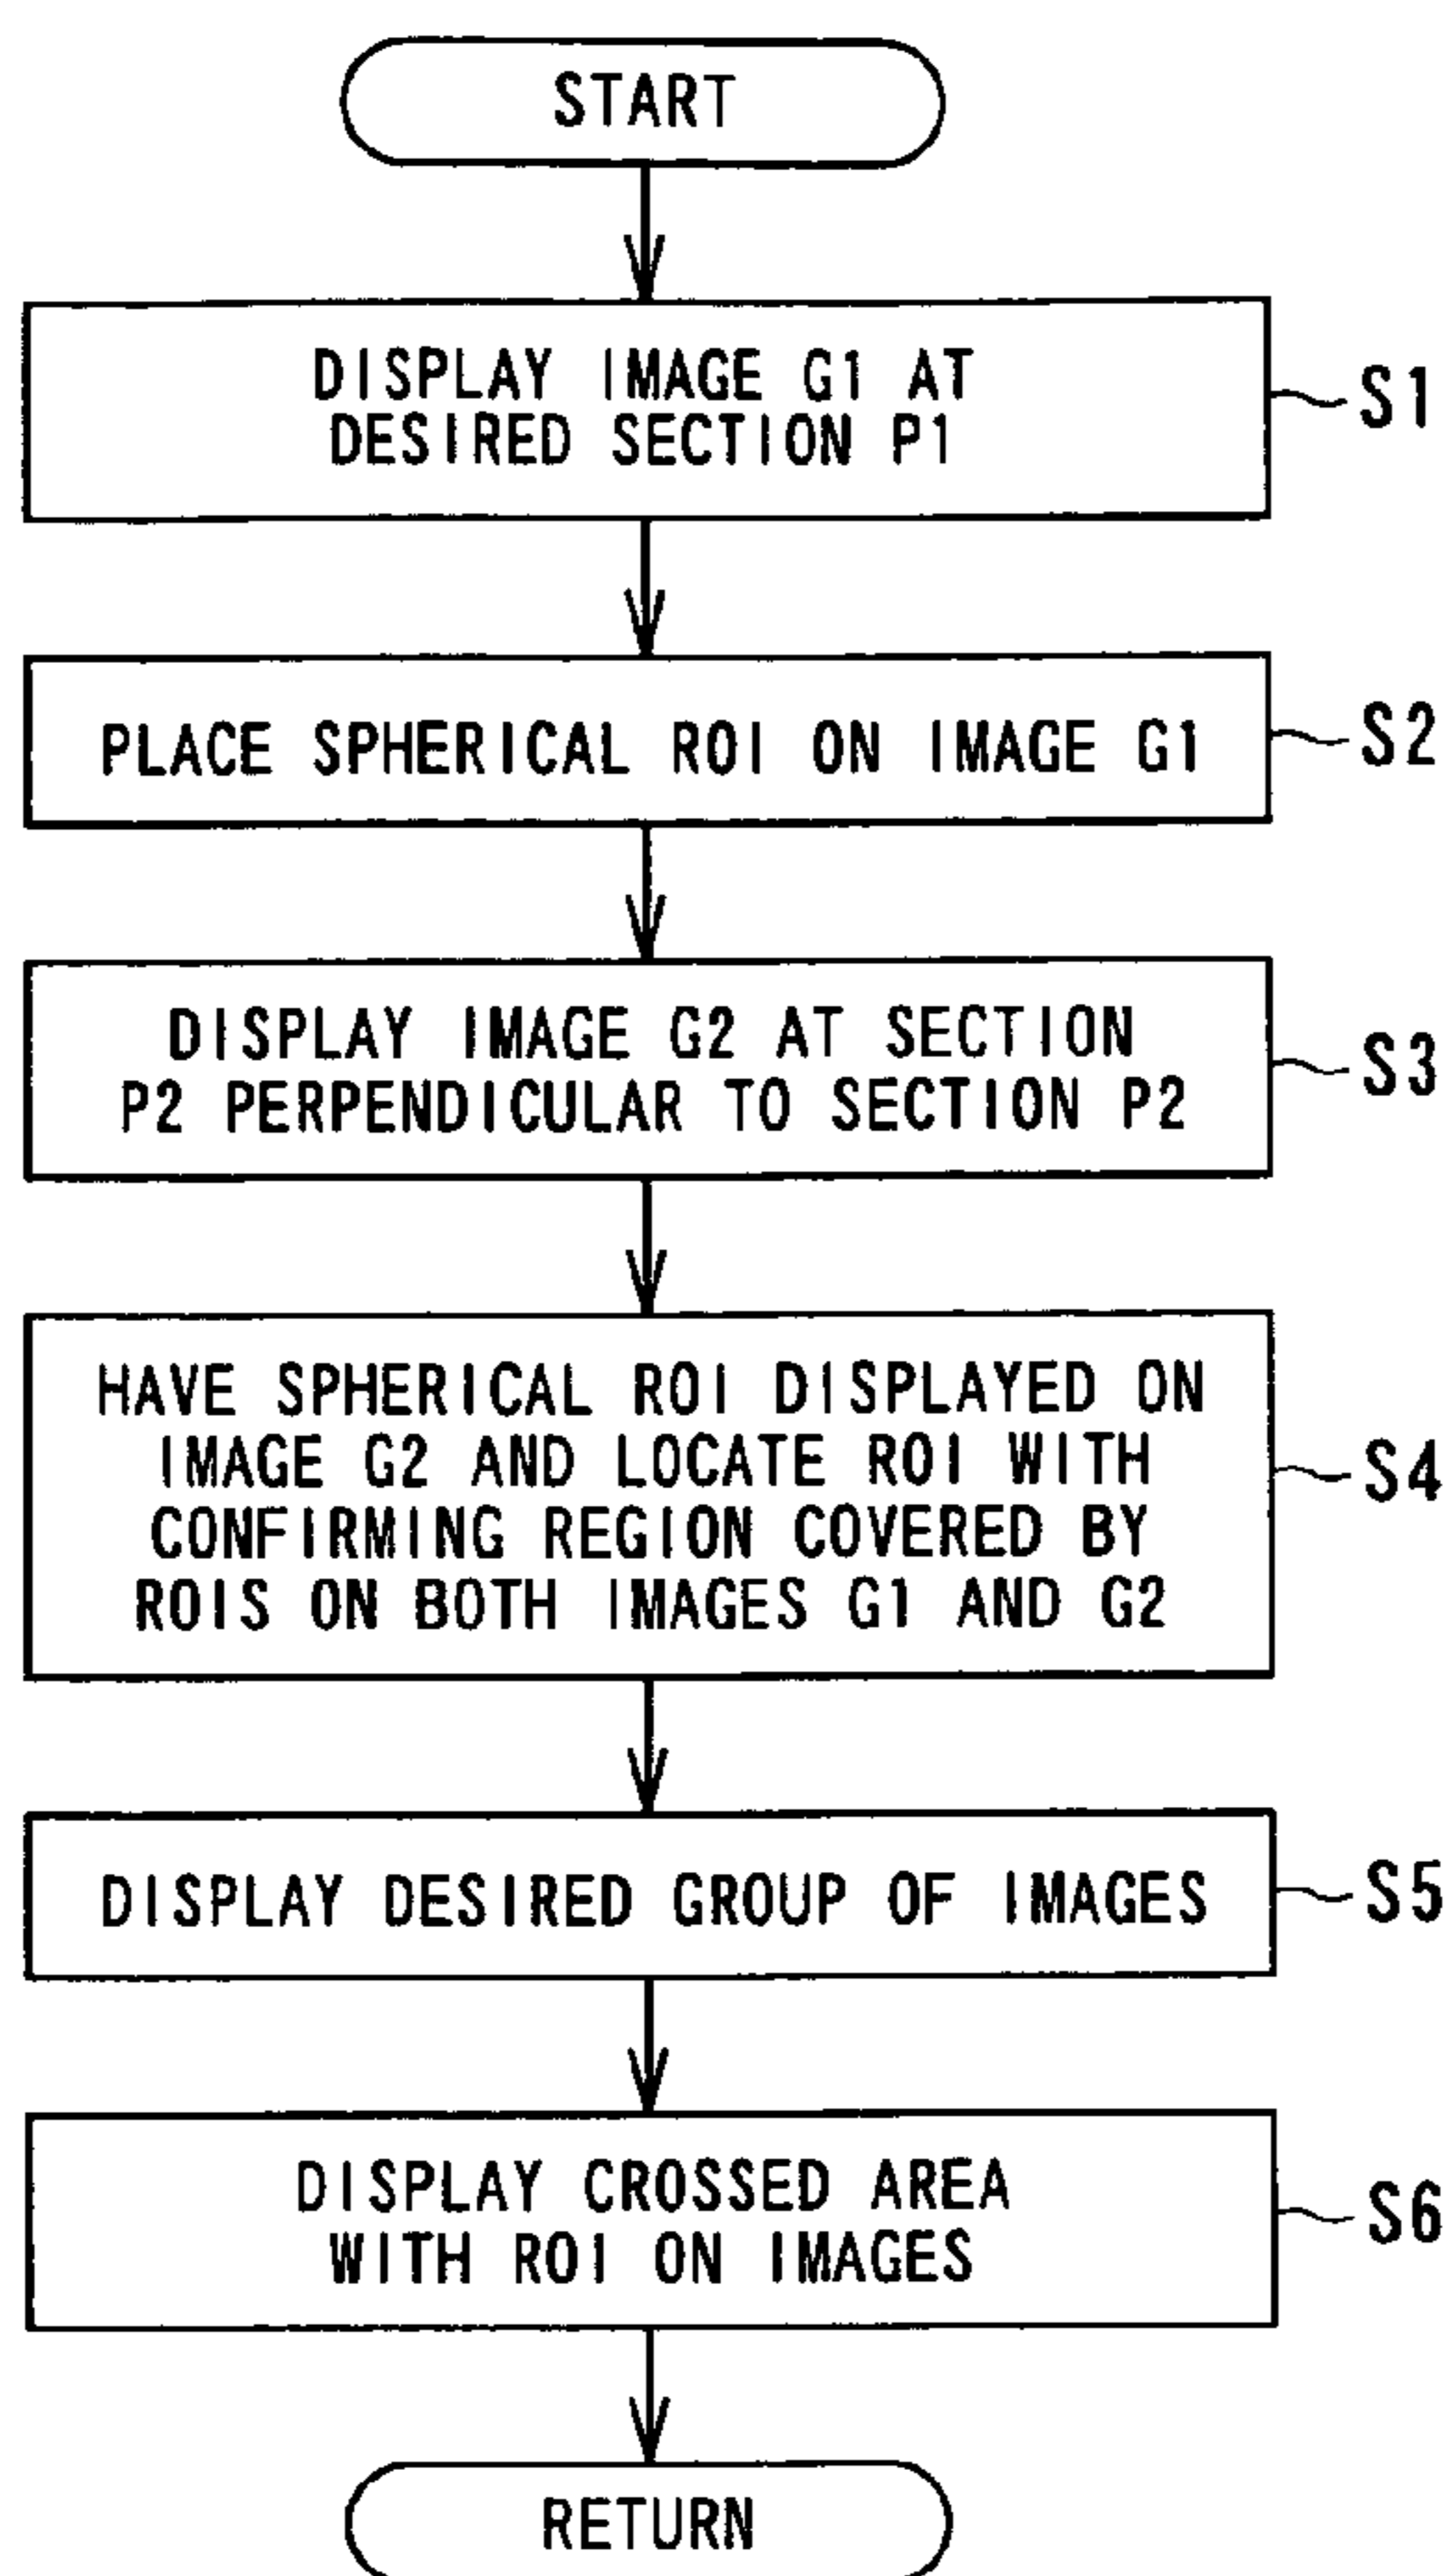 START
DISPLAY IMAGE G1 AT
DESIRED SECTION P1
S1
PLACE SPHERICAL ROI ON IMAGE G1
S2
DISPLAY IMAGE G2 AT SECTION
P2 PERPENDICULAR TO SECTION P2
S3
HAVE SPHERICAL ROI DISPLAYED ON
IMAGE G2 AND LOCATE ROI WITH
CONFIRMING REGION COVERED BY
ROIS ON BOTH IMAGES G1 AND G2
S4
DISPLAY DESIRED GROUP OF IMAGES
S5
DISPLAY CROSSED AREA
WITH ROI ON IMAGES
S6
RETURN